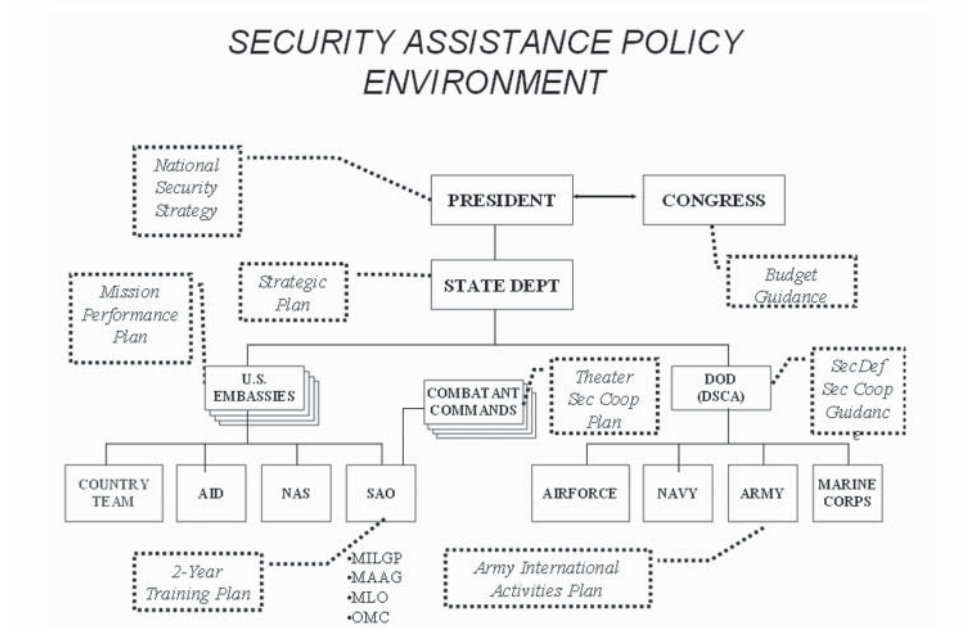 SECURITY ASSISTANCE POLICY
ENVIRONMENT
National
Security
Strategy
PRESIDENT
CONGRESS
Strategic
Plan
STATE DEPT
Budget
Guidance
Mission
Performance
Plan
U.S.
EMBASSIES
COMBATANT
COMMANDS
Theater
Sec Coop
Plan
DOD
(DSCA)
SecDef
Sec Coop
Guidanc
e
COUNTRY
TEAM
AID
NAS
SAO
AIRFORCE
NAVY
ARMY
MARINE
CORPS
2-Year
Training Plan
•MILGP
•MAAG
•MLO
•OMC
Army International
Activities Plan